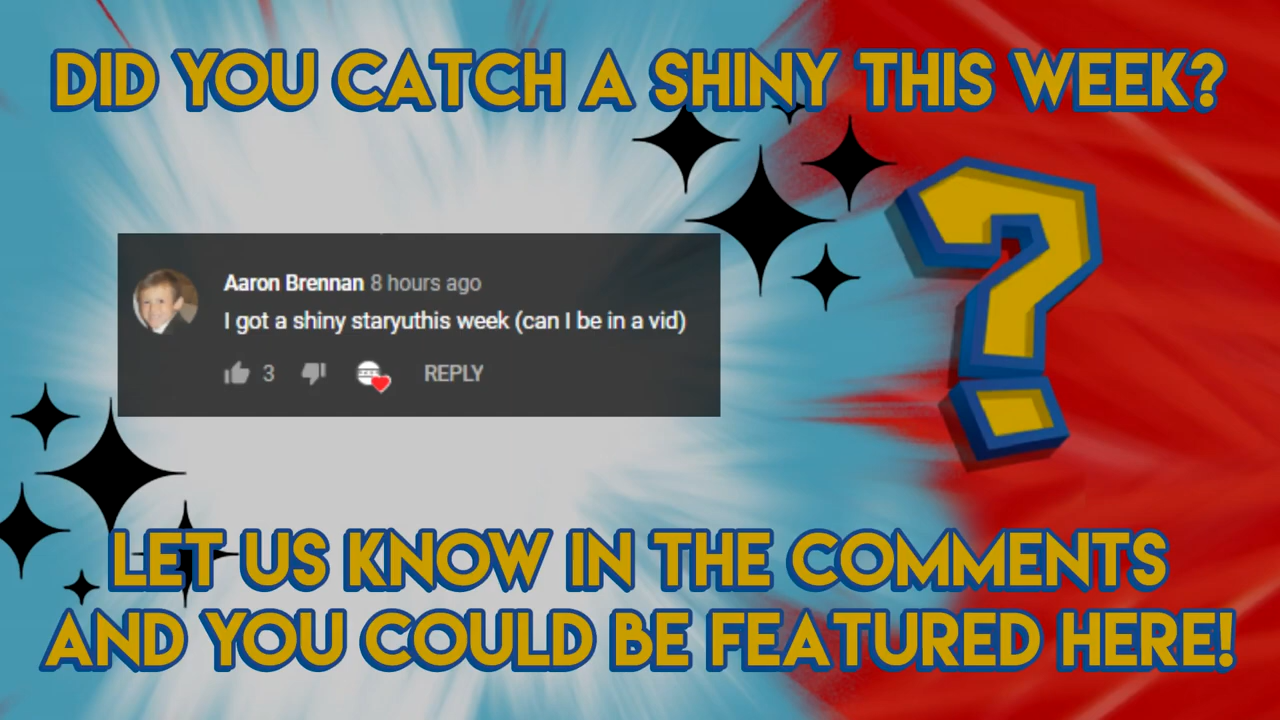 DID YOU CATCH A SHINY THIS WEEK?
Aaron Brennan 8 hours ago
I got a shiny staryuthis week (can I be in a vid)
3 REPLY
LET US KNOW IN THE COMMENTS
AND YOU COULD BE FEATURED HERE!